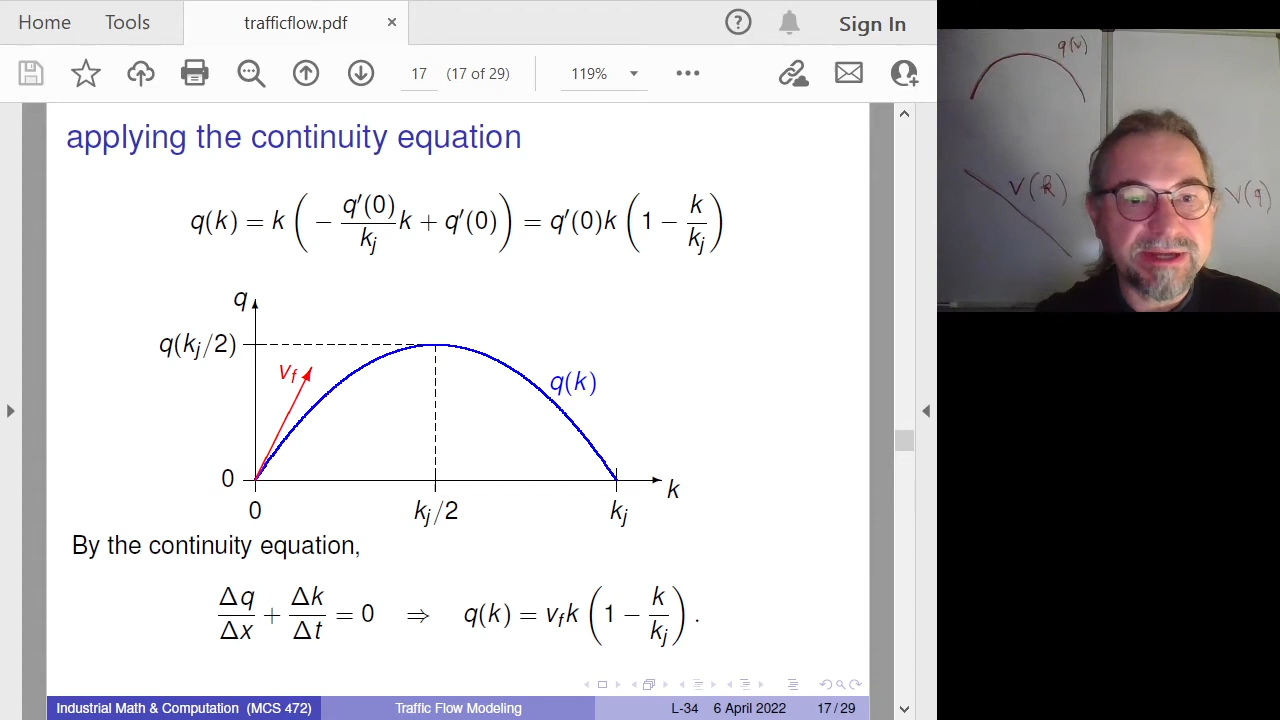 Home Tools trafficflow.pdf × Sign In
17 (17 of 29) 119%
applying the continuity equation
q(k) = k ( − q′(0)/k_j k + q′(0) ) = q′(0)k ( 1 − k/k_j )
q
q(k_j/2)
v_f
q(k)
0
k
0 k_j/2 k_j
By the continuity equation,
Δq/Δx + Δk/Δt = 0 ⇒ q(k) = v_f k ( 1 − k/k_j ) .
Industrial Math & Computation (MCS 472) Traffic Flow Modeling L-34 6 April 2022 17 / 29
q(v)
V(k)
V(q)